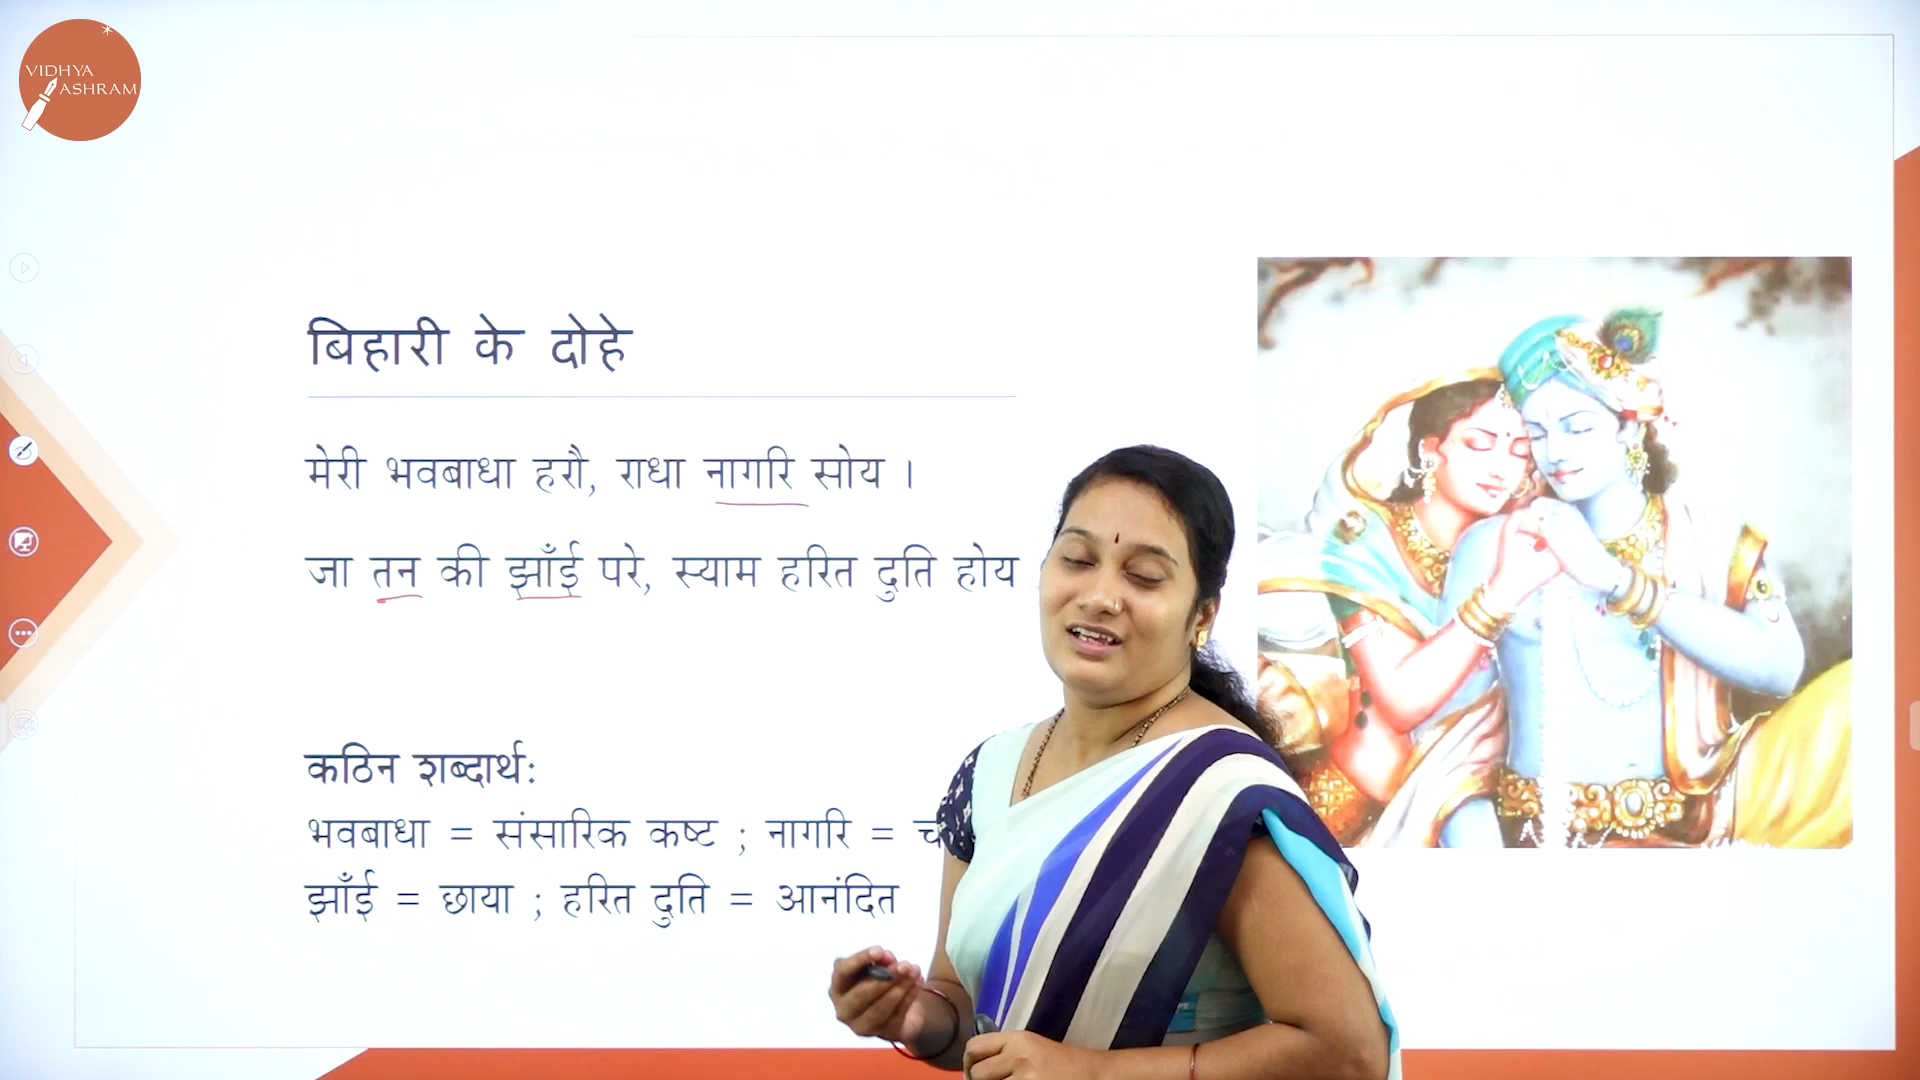 VIDHYA
ASHRAM
बिहारी के दोहे
मेरी भवबाधा हरौ, राधा नागरि सोय ।
जा तन की झाँई परे, स्याम हरित दुति होय
कठिन शब्दार्थ:
भवबाधा = संसारिक कष्ट ; नागरि =
झाँई = छाया ; हरित दुति = आनंदित